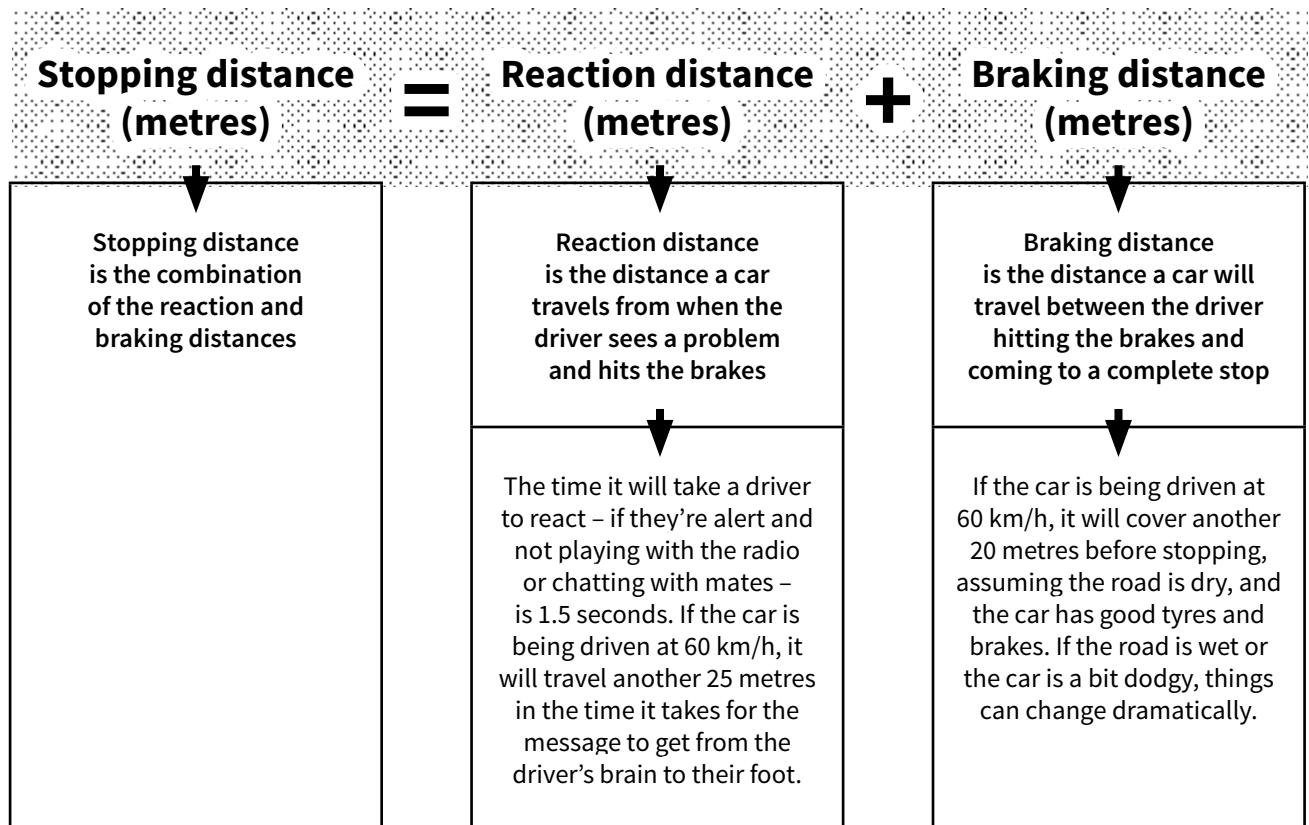 Stopping distance
(metres)
=
Reaction distance
(metres)
+
Braking distance
(metres)
Stopping distance
is the combination
of the reaction and
braking distances
Reaction distance
is the distance a car
travels from when the
driver sees a problem
and hits the brakes
The time it will take a driver
to react – if they’re alert and
not playing with the radio
or chatting with mates –
is 1.5 seconds. If the car is
being driven at 60 km/h, it
will travel another 25 metres
in the time it takes for the
message to get from the
driver’s brain to their foot.
Braking distance
is the distance a car will
travel between the driver
hitting the brakes and
coming to a complete stop
If the car is being driven at
60 km/h, it will cover another
20 metres before stopping,
assuming the road is dry, and
the car has good tyres and
brakes. If the road is wet or
the car is a bit dodgy, things
can change dramatically.